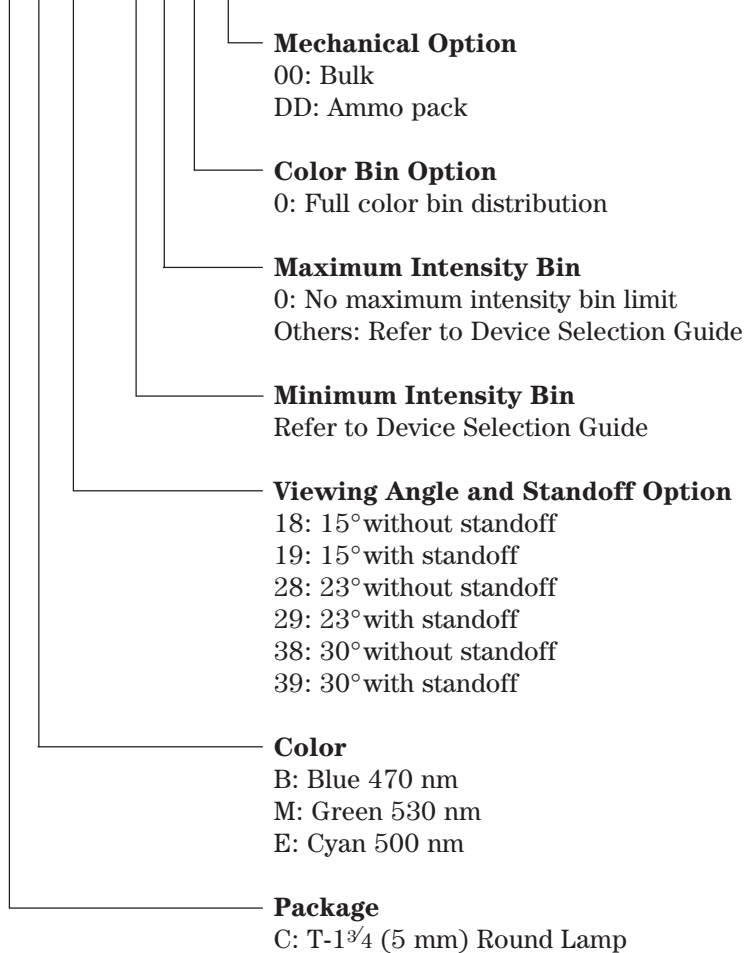 Mechanical Option
00: Bulk
DD: Ammo pack
Color Bin Option
0: Full color bin distribution
Maximum Intensity Bin
0: No maximum intensity bin limit
Others: Refer to Device Selection Guide
Minimum Intensity Bin
Refer to Device Selection Guide
Viewing Angle and Standoff Option
18: 15° without standoff
19: 15° with standoff
28: 23° without standoff
29: 23° with standoff
38: 30° without standoff
39: 30° with standoff
Color
B: Blue 470 nm
M: Green 530 nm
E: Cyan 500 nm
Package
C: T-1¾ (5 mm) Round Lamp